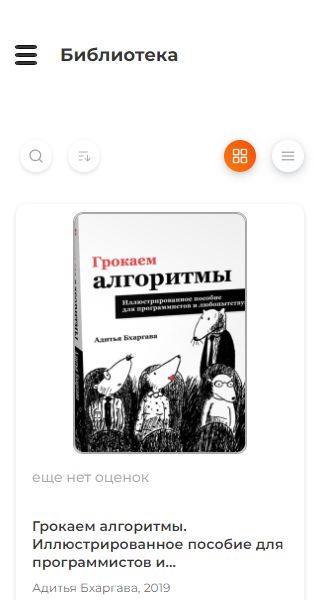 Библиотека
Грокаем
алгоритмы
Иллюстрированное пособие
для программистов и любопытствующих
Адитья Бхаргава
еще нет оценок
Грокаем алгоритмы.
Иллюстрированное пособие для
программистов и...
Адитья Бхаргава, 2019